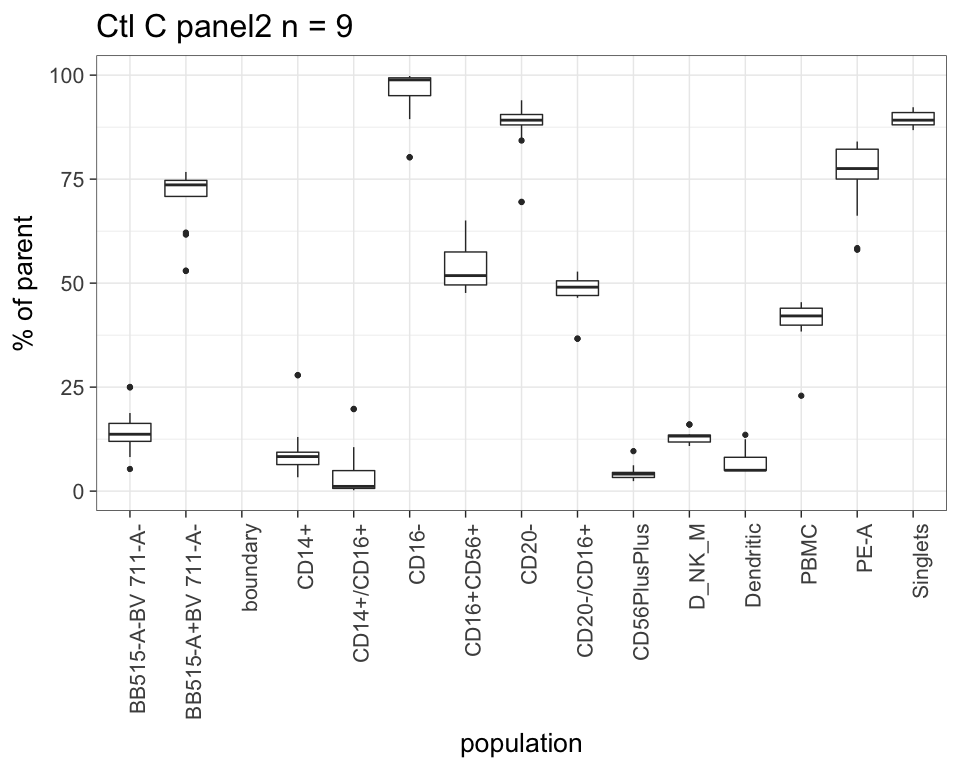 Ctl C panel2 n = 9
% of parent
100
75
50
25
0
BB515-A-BV 711-A-
BB515-A+BV 711-A-
boundary
CD14+
CD14+/CD16+
CD16-
CD16+CD56+
CD20-
CD20-/CD16+
CD56PlusPlus
D_NK_M
Dendritic
PBMC
PE-A
Singlets
population